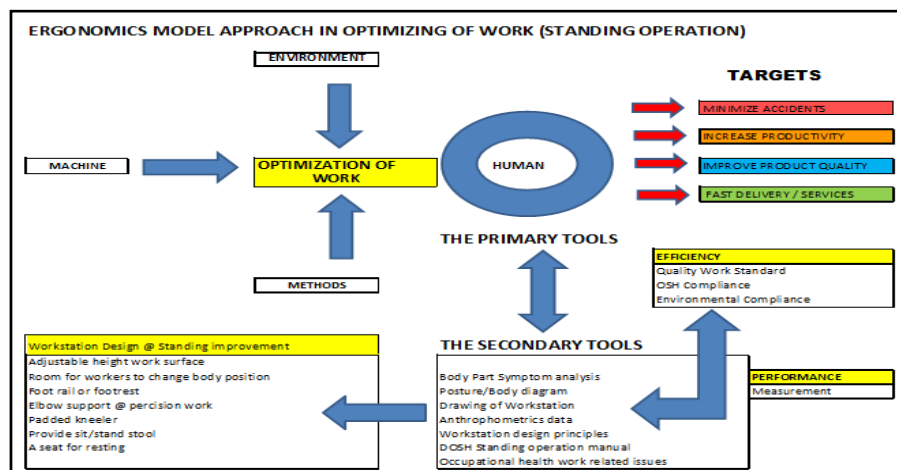 ERGONOMICS MODEL APPROACH IN OPTIMIZING OF WORK (STANDING OPERATION)
ENVIRONMENT
TARGETS
MINIMIZE ACCIDENTS
INCREASE PRODUCTIVITY
MACHINE
OPTIMIZATION OF
WORK
HUMAN
IMPROVE PRODUCT QUALITY
FAST DELIVERY / SERVICES
THE PRIMARY TOOLS
METHODS
EFFICIENCY
Quality Work Standard
OSH Compliance
Environmental Compliance
Workstation Design @ Standing improvement
Adjustable height work surface
Room for workers to change body position
Foot rail or footrest
Elbow support @ percision work
Padded kneeler
Provide sit/stand stool
A seat for resting
THE SECONDARY TOOLS
Body Part Symptom analysis
Posture/Body diagram
Drawing of Workstation
Anthrophometrics data
Workstation design principles
DOSH Standing operation manual
Occupational health work related issues
PERFORMANCE
Measurement